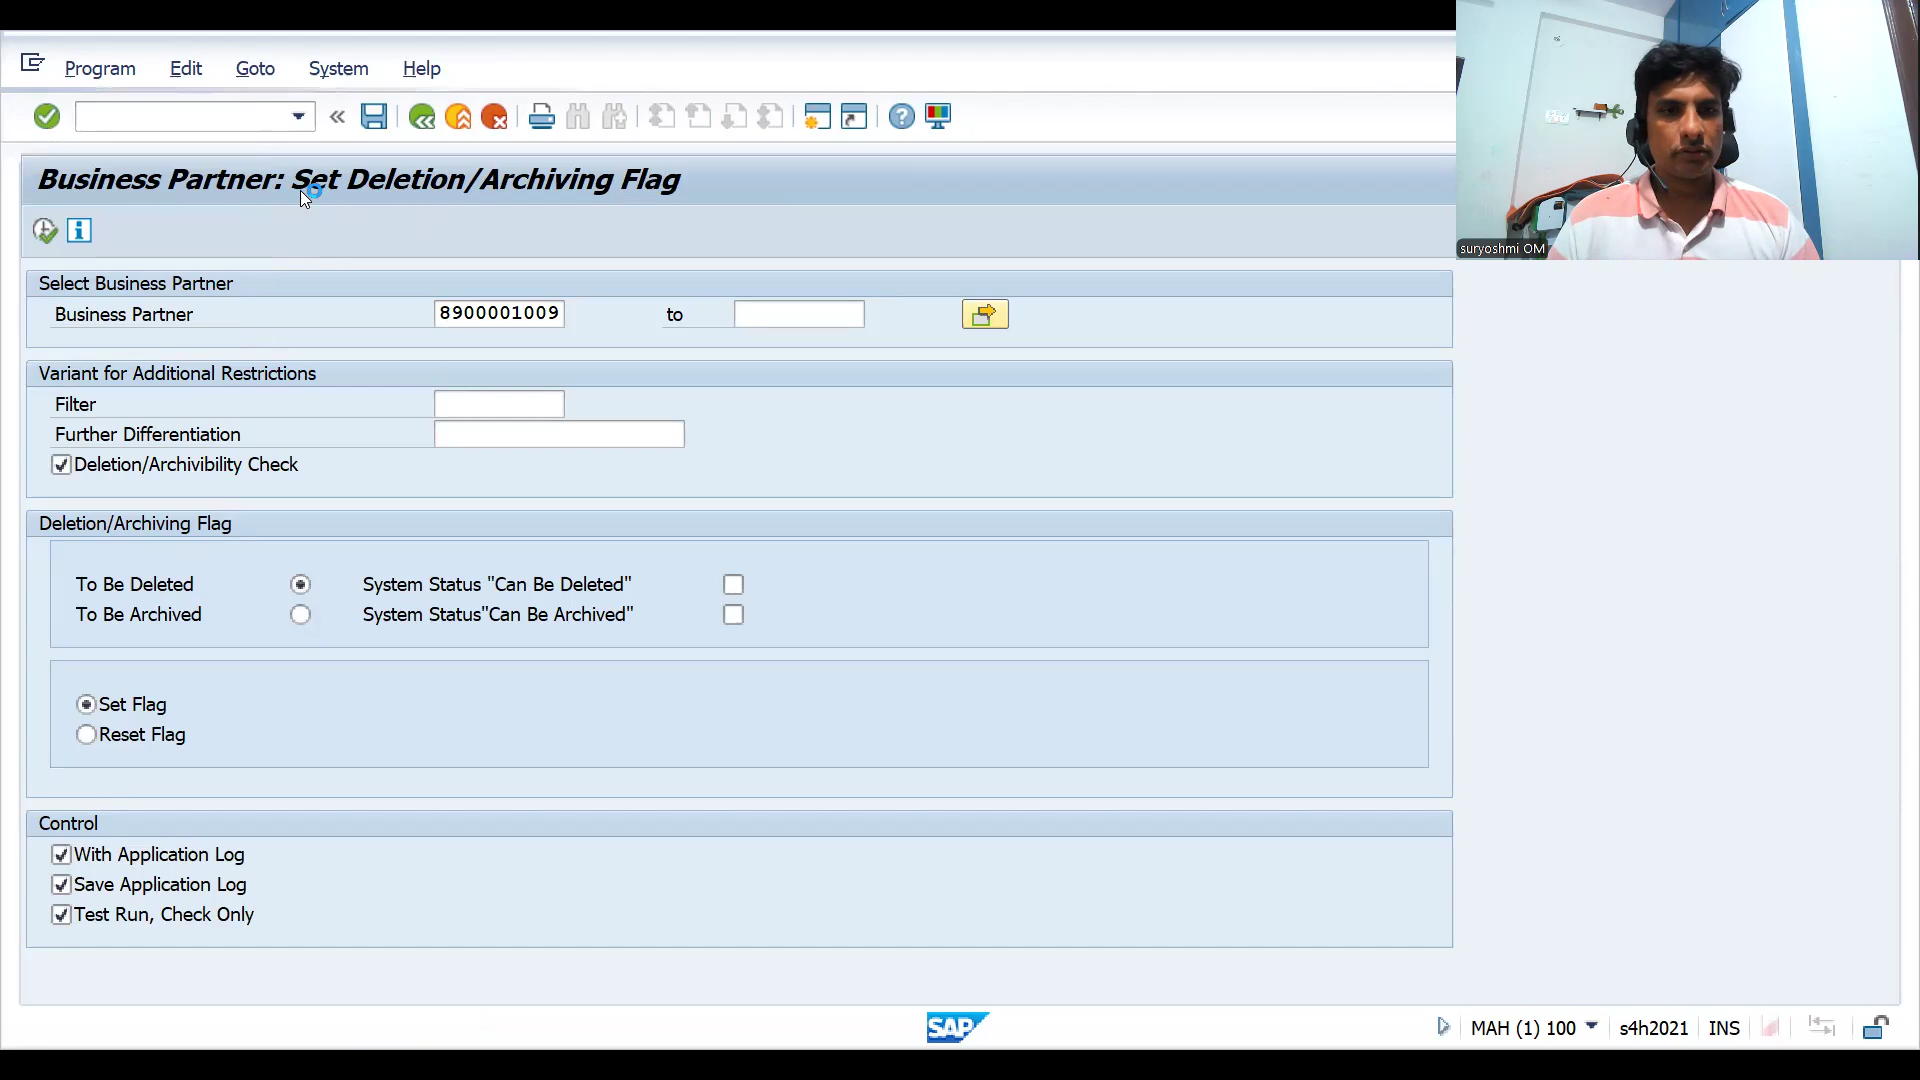 Program Edit Goto System Help
Business Partner: Set Deletion/Archiving Flag
Select Business Partner
Business Partner 8900001009 to
Variant for Additional Restrictions
Filter
Further Differentiation
Deletion/Archivibility Check
Deletion/Archiving Flag
To Be Deleted System Status "Can Be Deleted"
To Be Archived System Status"Can Be Archived"
Set Flag
Reset Flag
Control
With Application Log
Save Application Log
Test Run, Check Only
SAP MAH (1) 100 s4h2021 INS
suryoshmi OM